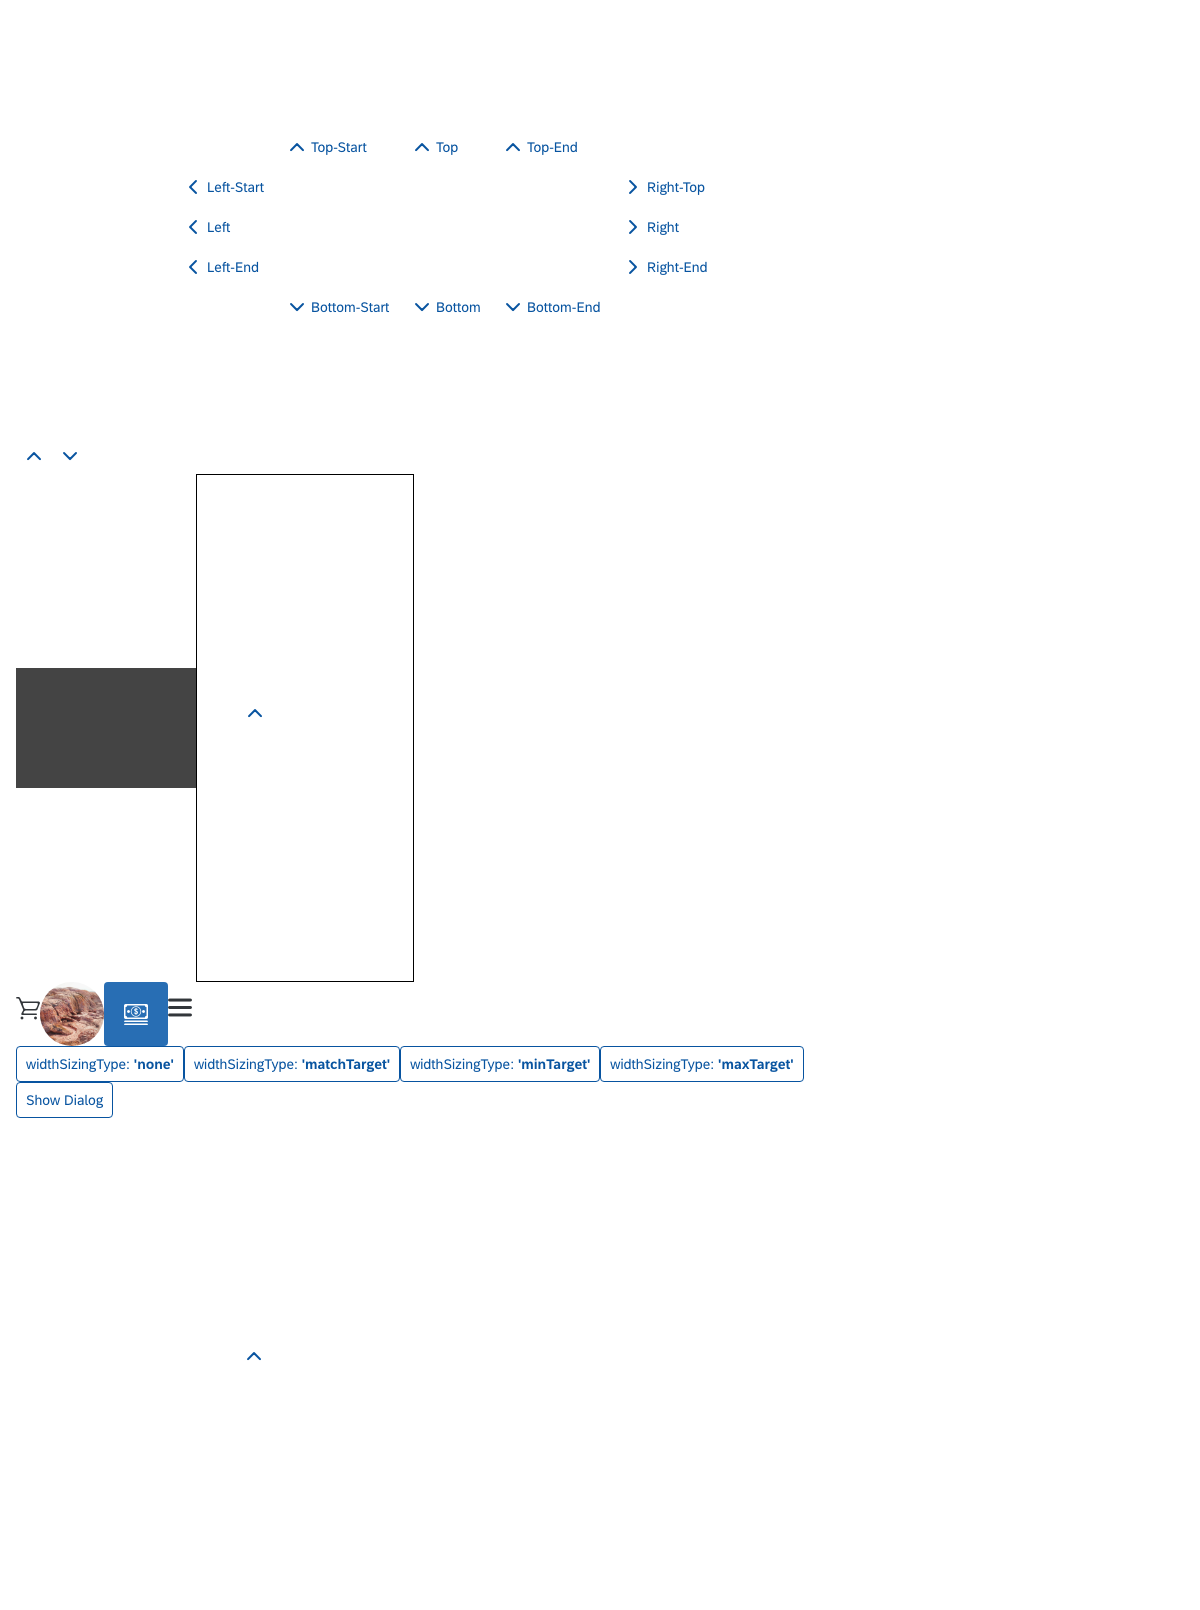 Top-Start Top Top-End
Left-Start Right-Top
Left Right
Left-End Right-End
Bottom-Start Bottom Bottom-End
widthSizingType: 'none' widthSizingType: 'matchTarget' widthSizingType: 'minTarget' widthSizingType: 'maxTarget'
Show Dialog